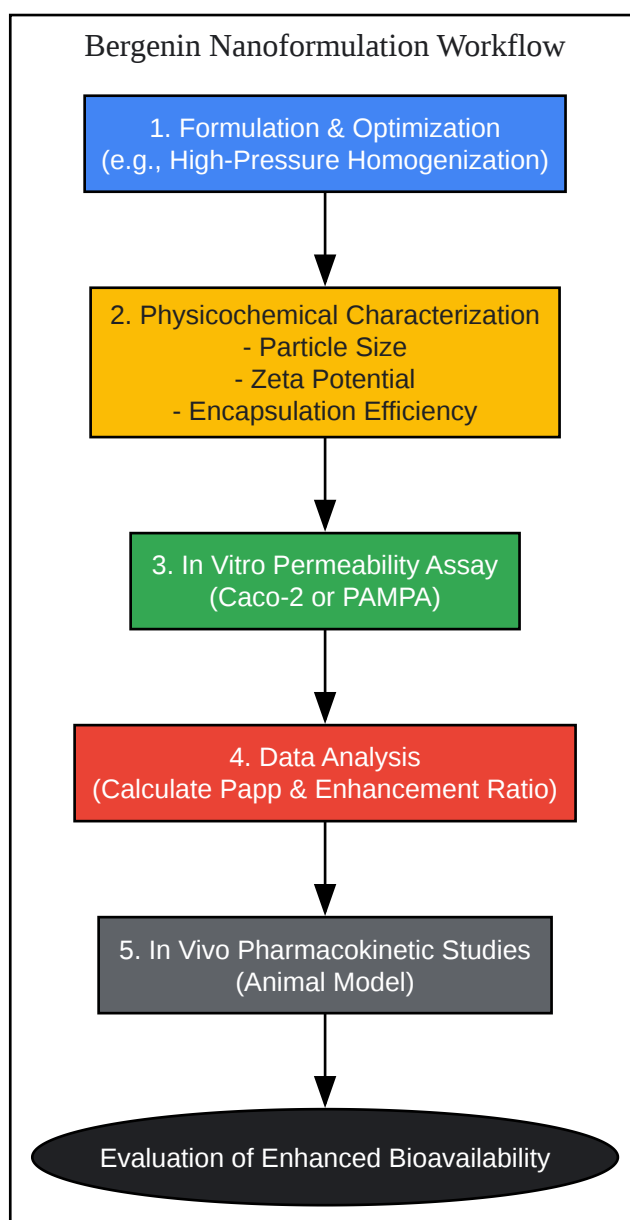 Bergenin Nanoformulation Workflow
1. Formulation & Optimization
(e.g., High-Pressure Homogenization)
2. Physicochemical Characterization
- Particle Size
- Zeta Potential
- Encapsulation Efficiency
3. In Vitro Permeability Assay
(Caco-2 or PAMPA)
4. Data Analysis
(Calculate Papp & Enhancement Ratio)
5. In Vivo Pharmacokinetic Studies
(Animal Model)
Evaluation of Enhanced Bioavailability